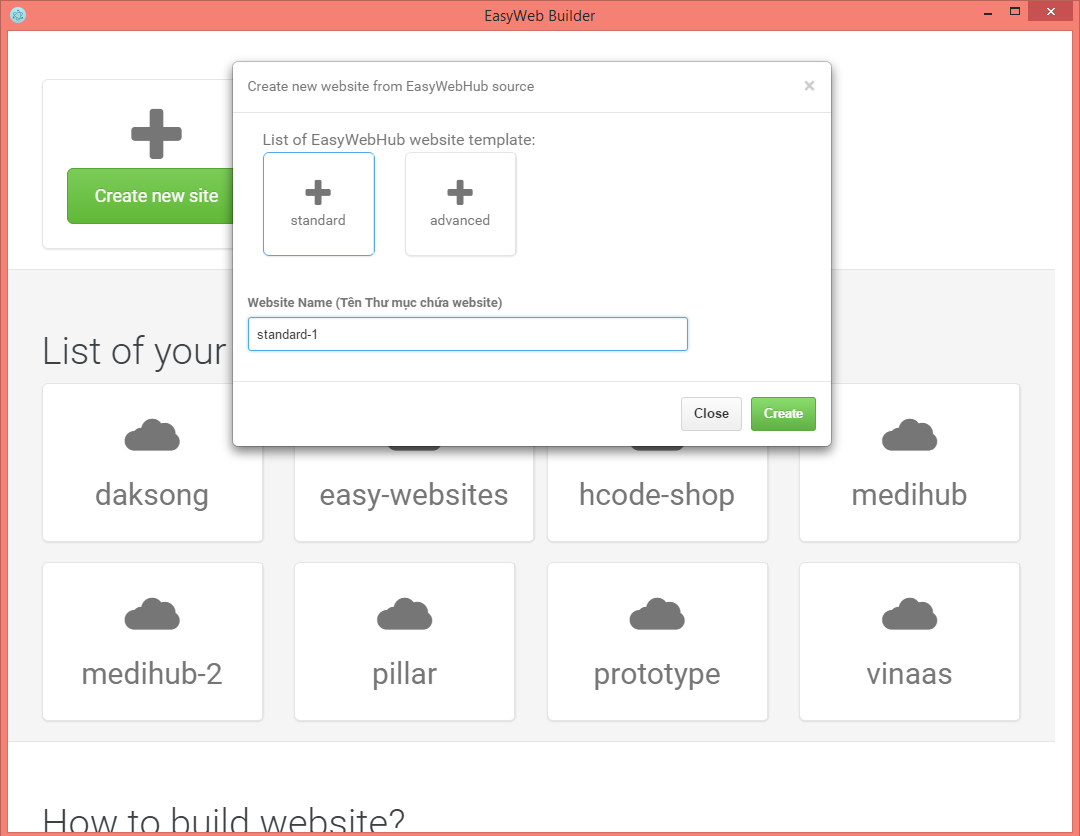 EasyWeb Builder
Create new website from EasyWebHub source
×
List of EasyWebHub website template:
standard
advanced
Create new site
Website Name (Tên Thư mục chứa website)
standard-1
Close
Create
List of your
daksong
easy-websites
hcode-shop
medihub
medihub-2
pillar
prototype
vinaas
How to build website?